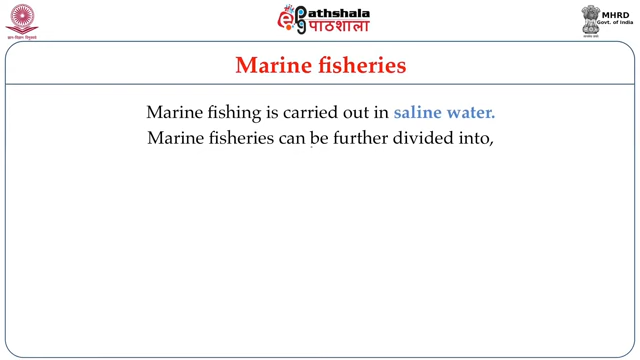 ePathshala
पाठशाला
MHRD
Govt. of India
Marine fisheries
Marine fishing is carried out in saline water.
Marine fisheries can be further divided into,